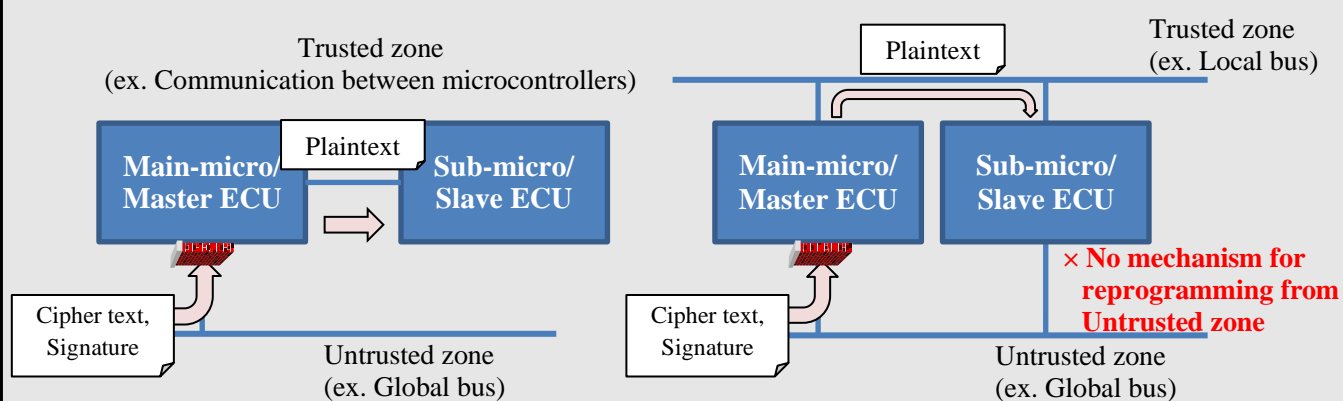 Trusted zone
(ex. Communication between microcontrollers)
Plaintext
Main-micro/
Master ECU
Sub-micro/
Slave ECU
Cipher text,
Signature
Untrusted zone
(ex. Global bus)
Trusted zone
(ex. Local bus)
Plaintext
Main-micro/
Master ECU
Sub-micro/
Slave ECU
× No mechanism for
reprogramming from
Untrusted zone
Cipher text,
Signature
Untrusted zone
(ex. Global bus)